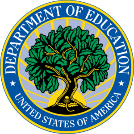 DEPARTMENT OF EDUCATION
UNITED STATES OF AMERICA